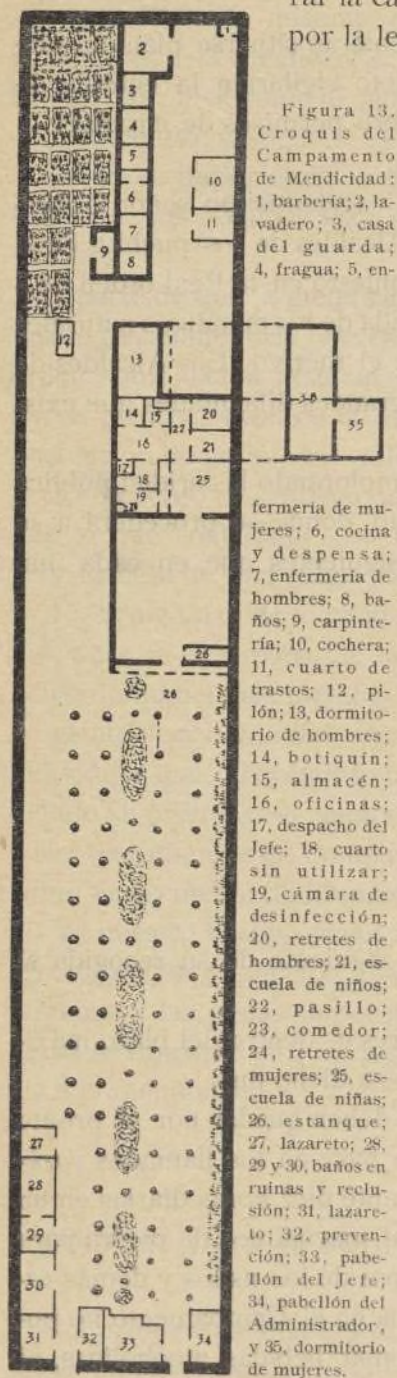 por la le
Figura 13.
Croquis del
Campamento
de Mendicidad:
1, barbería; 2, la-
vadero; 3, casa
del guarda;
4, fragua; 5, en-
fermería de mu-
jeres; 6, cocina
y despensa;
7, enfermería de
hombres; 8, ba-
ños; 9, carpinte-
ría; 10, cochera;
11, cuarto de
trastos; 12, pi-
lón; 13, dormito-
rio de hombres;
14, botiquín;
15, almacén;
16, oficinas;
17, despacho del
Jefe; 18, cuarto
sin utilizar;
19, cámara de
desinfección;
20, retretes de
hombres; 21, es-
cuela de niños;
22, pasillo;
23, comedor;
24, retretes de
mujeres; 25, es-
cuela de niñas;
26, estanque;
27, lazareto; 28,
29 y 30, baños en
ruinas y reclu-
sión; 31, lazare-
to; 32, preven-
ción; 33, pabe-
llón del Jefe;
34, pabellón del
Administrador,
y 35, dormitorio
de mujeres.
1
2
3
4
5
6
7
8
9
10
11
12
13
14
15
16
17
18
19
20
21
22
25
35
26
27
28
29
30
31
32
33
34